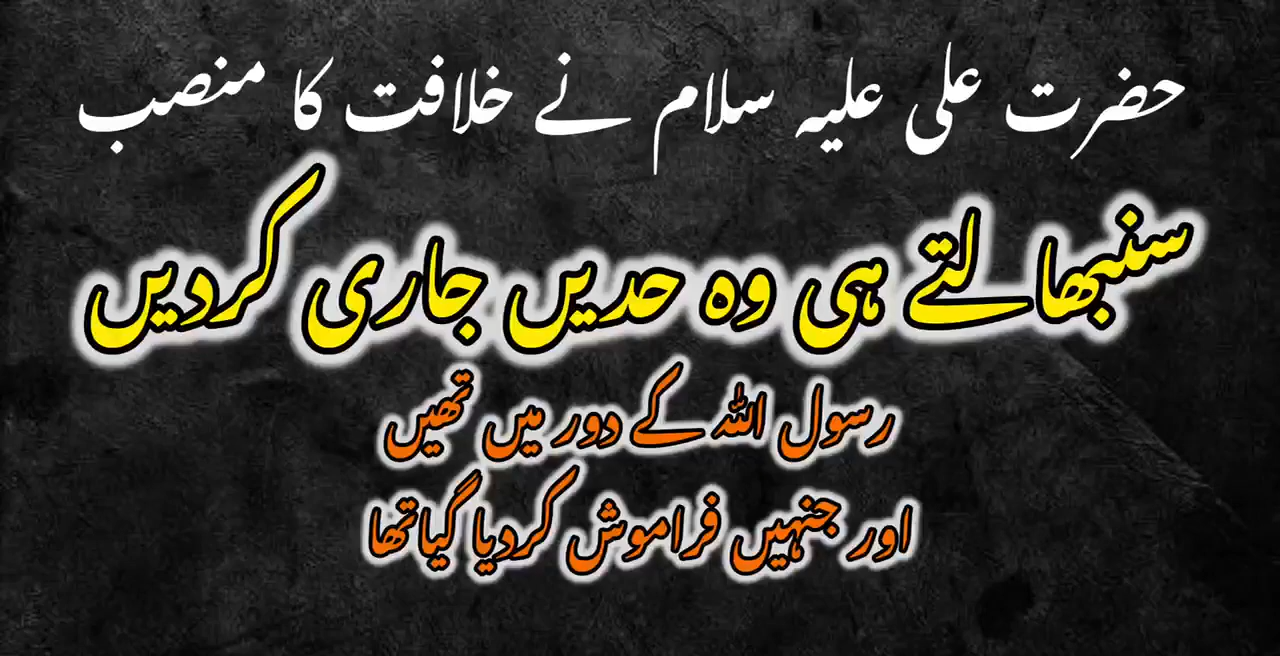 حضرت علی علیہ سلام نے خلافت کا منصب
سنبھالتے ہی وہ حدیں جاری کردیں
رسول اللہ کے دور میں تھیں
اور جنہیں فراموش کردیا گیا تھا